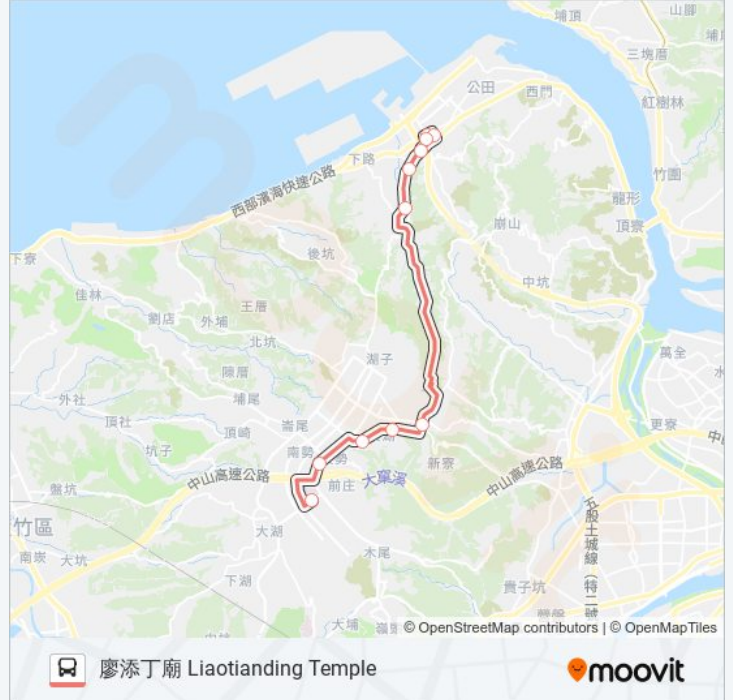 埔頂
山腳
三塊厝
公田
西門
紅樹林
下路
西部濱海快速公路
竹圍
龍形
頂寮
崩山
後坑
下寮
中坑
佳林
王厝
劉店
外埔
北坑
萬全
湖子
陳厝
外社
埔尾
頂社
崙尾
更寮
頂崎
坑子
南勢
新寮
中山高速公路
中山高速公路
大窠溪
盤坑
前庄
五股土城線（特二號
竹區
大湖
南崁
大坑
木尾
下湖
貴子坑
大埔
© OpenStreetMap contributors | © OpenMapTiles
廖添丁廟 Liaotianding Temple
moovit